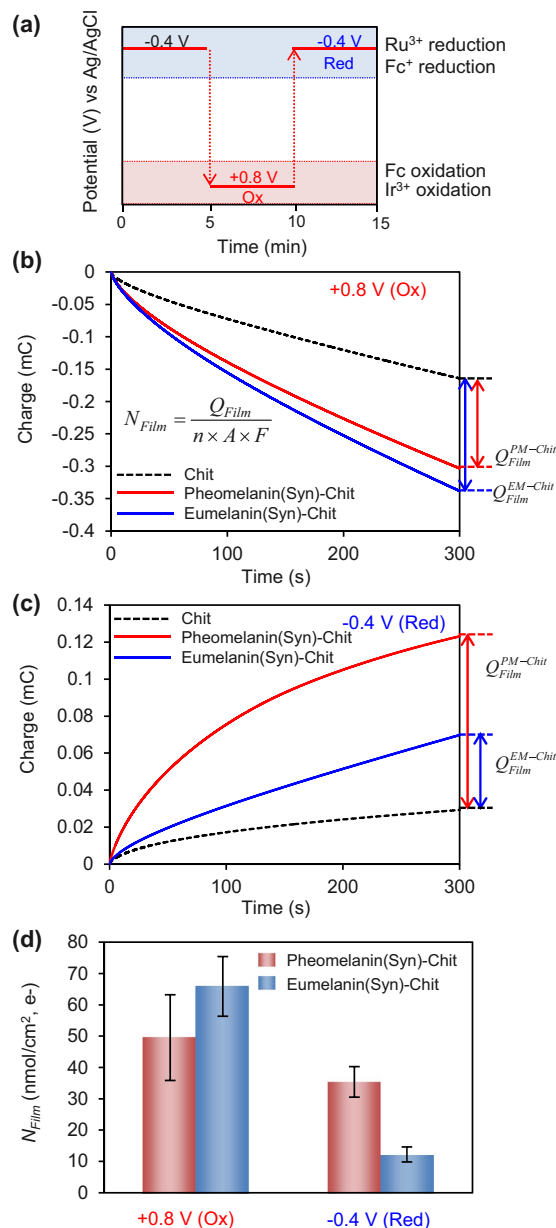 (a)
-0.4 V
-0.4 V
Red
Ru³⁺ reduction
Fc⁺ reduction
+0.8 V
Ox
Fc oxidation
Ir³⁺ oxidation
Potential (V) vs Ag/AgCl
0 5 10 15
Time (min)
(b)
+0.8 V (Ox)
0
-0.05
-0.1
-0.15
-0.2
-0.25
-0.3
-0.35
-0.4
Charge (mC)
N_Film = Q_Film / (n × A × F)
Chit
Pheomelanin(Syn)-Chit
Eumelanin(Syn)-Chit
Q_Film^PM–Chit
Q_Film^EM–Chit
0 100 200 300
Time (s)
(c)
-0.4 V (Red)
0.14
0.12
0.1
0.08
0.06
0.04
0.02
0
Charge (mC)
Chit
Pheomelanin(Syn)-Chit
Eumelanin(Syn)-Chit
Q_Film^PM–Chit
Q_Film^EM–Chit
0 100 200 300
Time (s)
(d)
80
70
60
50
40
30
20
10
0
N_Film (nmol/cm², e-)
Pheomelanin(Syn)-Chit
Eumelanin(Syn)-Chit
+0.8 V (Ox) -0.4 V (Red)